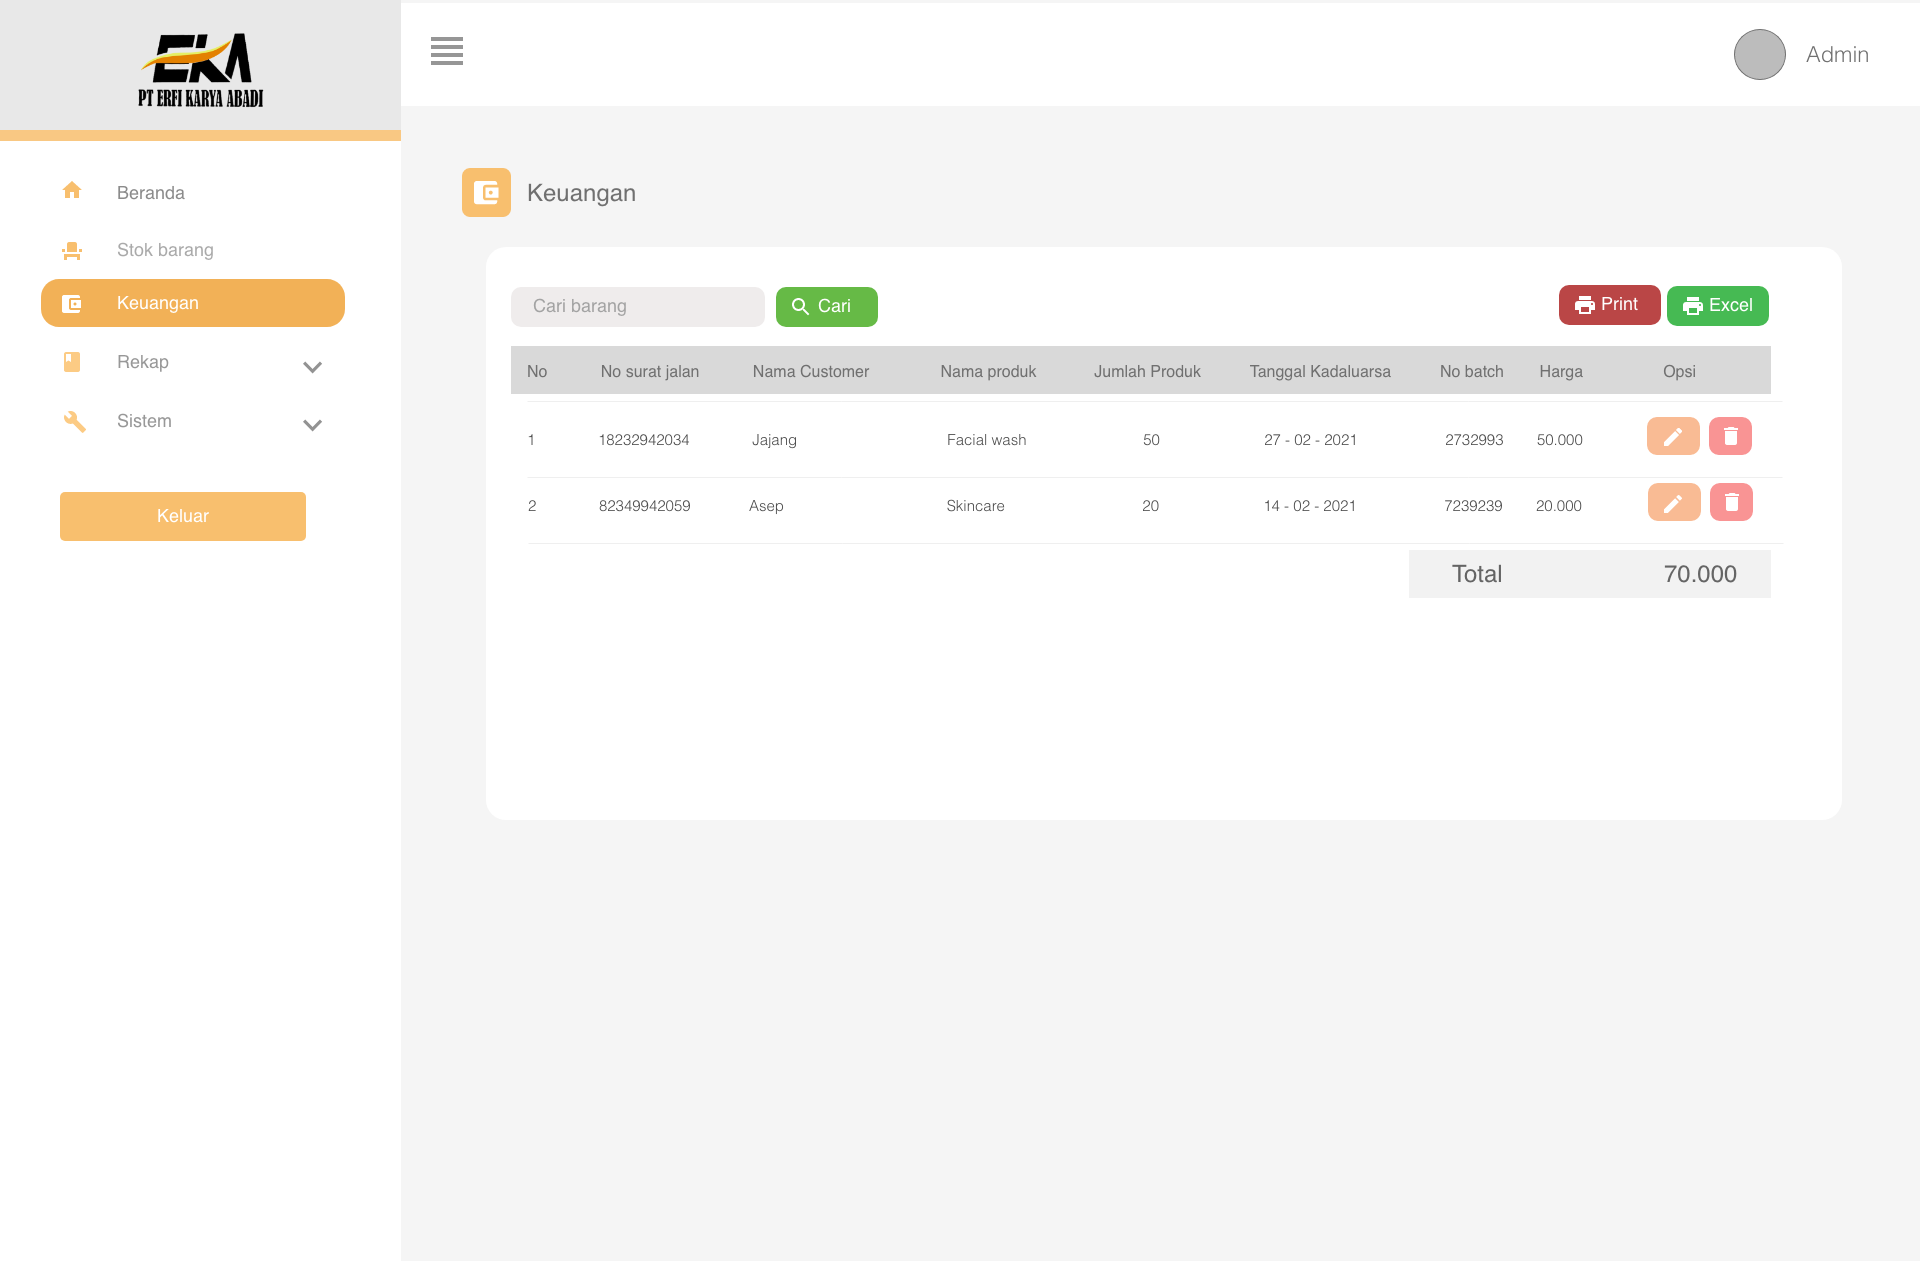 EKA
PT ERFI KARYA ABADI
Admin
Beranda
Stok barang
Keuangan
Rekap
Sistem
Keluar
Keuangan
Cari barang Cari Print Excel
No No surat jalan Nama Customer Nama produk Jumlah Produk Tanggal Kadaluarsa No batch Harga Opsi
1 18232942034 Jajang Facial wash 50 27 - 02 - 2021 2732993 50.000
2 82349942059 Asep Skincare 20 14 - 02 - 2021 7239239 20.000
Total 70.000